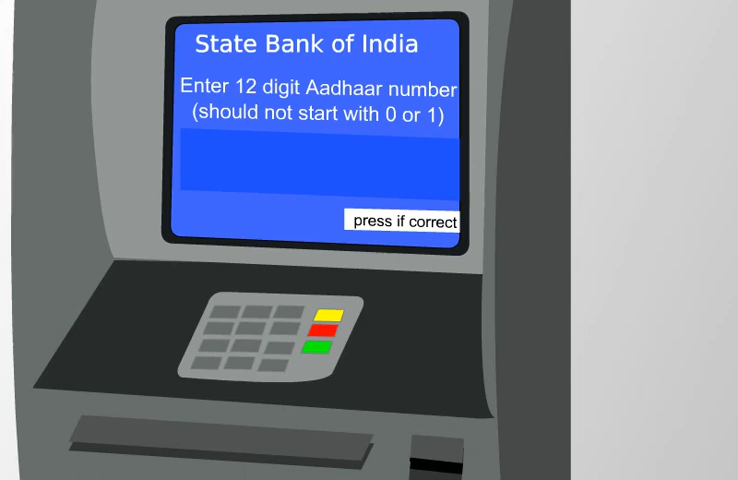 State Bank of India
Enter 12 digit Aadhaar number
(should not start with 0 or 1)
press if correct